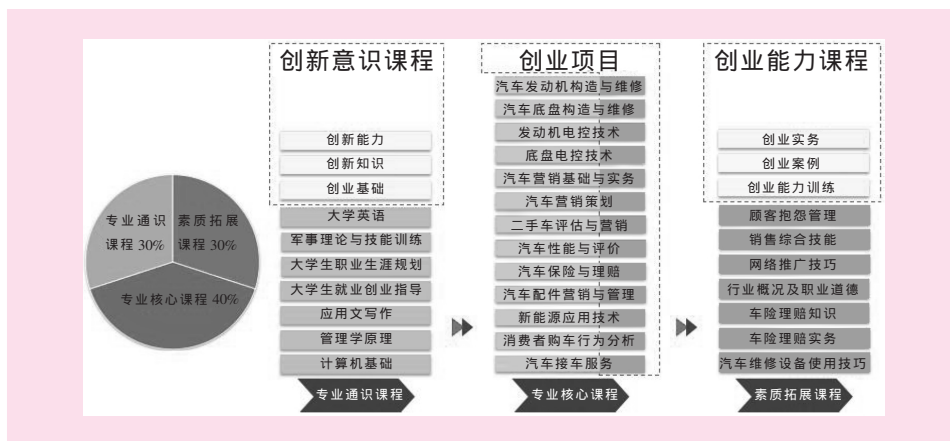 专业通识
课程 30%
素质拓展
课程 30%
专业核心课程 40%
创新意识课程
创新能力
创新知识
创业基础
大学英语
军事理论与技能训练
大学生职业生涯规划
大学生就业创业指导
应用文写作
管理学原理
计算机基础
专业通识课程
创业项目
汽车发动机构造与维修
汽车底盘构造与维修
发动机电控技术
底盘电控技术
汽车营销基础与实务
汽车营销策划
二手车评估与营销
汽车性能与评价
汽车保险与理赔
汽车配件营销与管理
新能源应用技术
消费者购车行为分析
汽车接车服务
专业核心课程
创业能力课程
创业实务
创业案例
创业能力训练
顾客抱怨管理
销售综合技能
网络推广技巧
行业概况及职业道德
车险理赔知识
车险理赔实务
汽车维修设备使用技巧
素质拓展课程